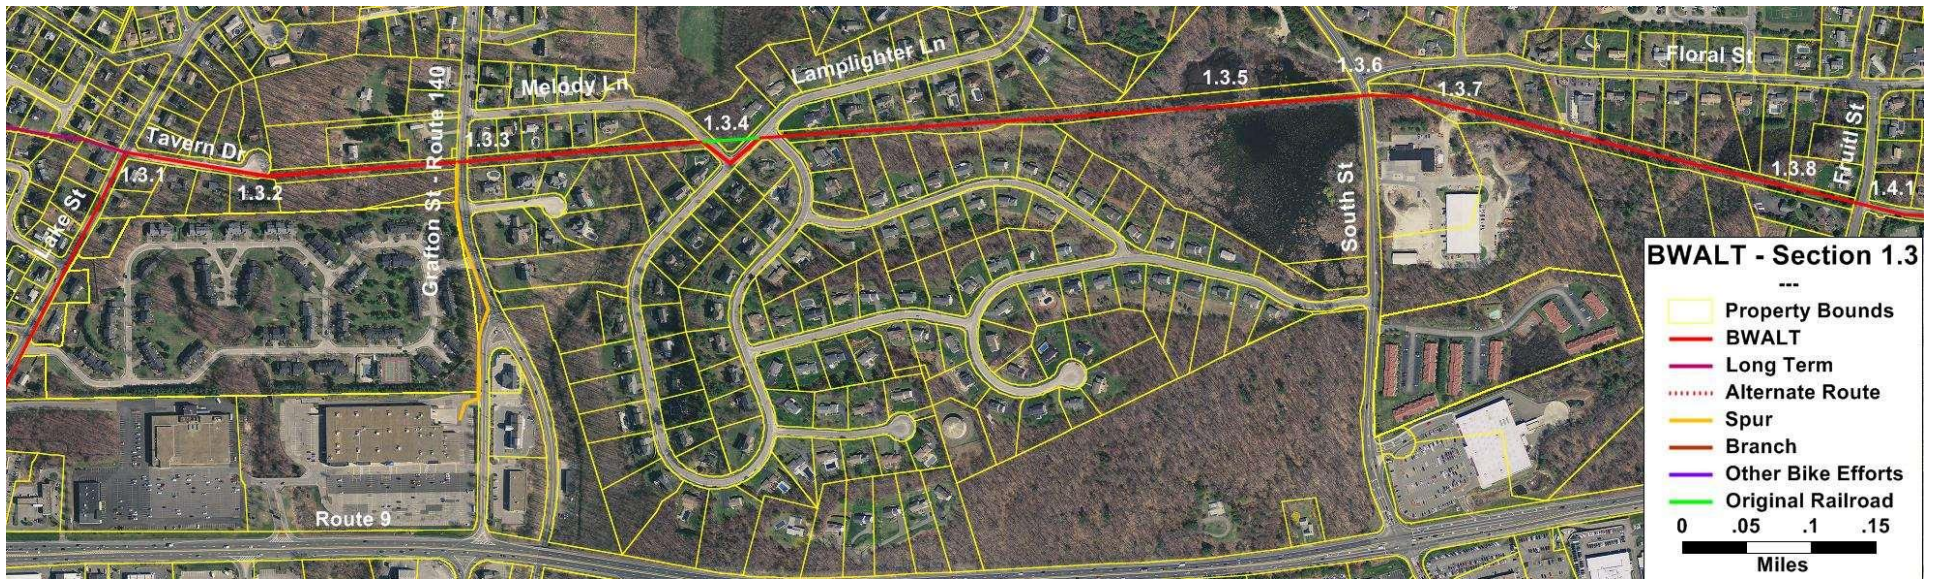 Melody Ln
Lamplighter Ln
Floral St
Tavern Dr
Grafton St - Route 140
Lake St
South St
Fruitl St
1.3.1
1.3.2
1.3.3
1.3.4
1.3.5
1.3.6
1.3.7
1.3.8
1.4.1
Route 9
BWALT - Section 1.3
---
Property Bounds
BWALT
Long Term
Alternate Route
Spur
Branch
Other Bike Efforts
Original Railroad
0 .05 .1 .15
Miles